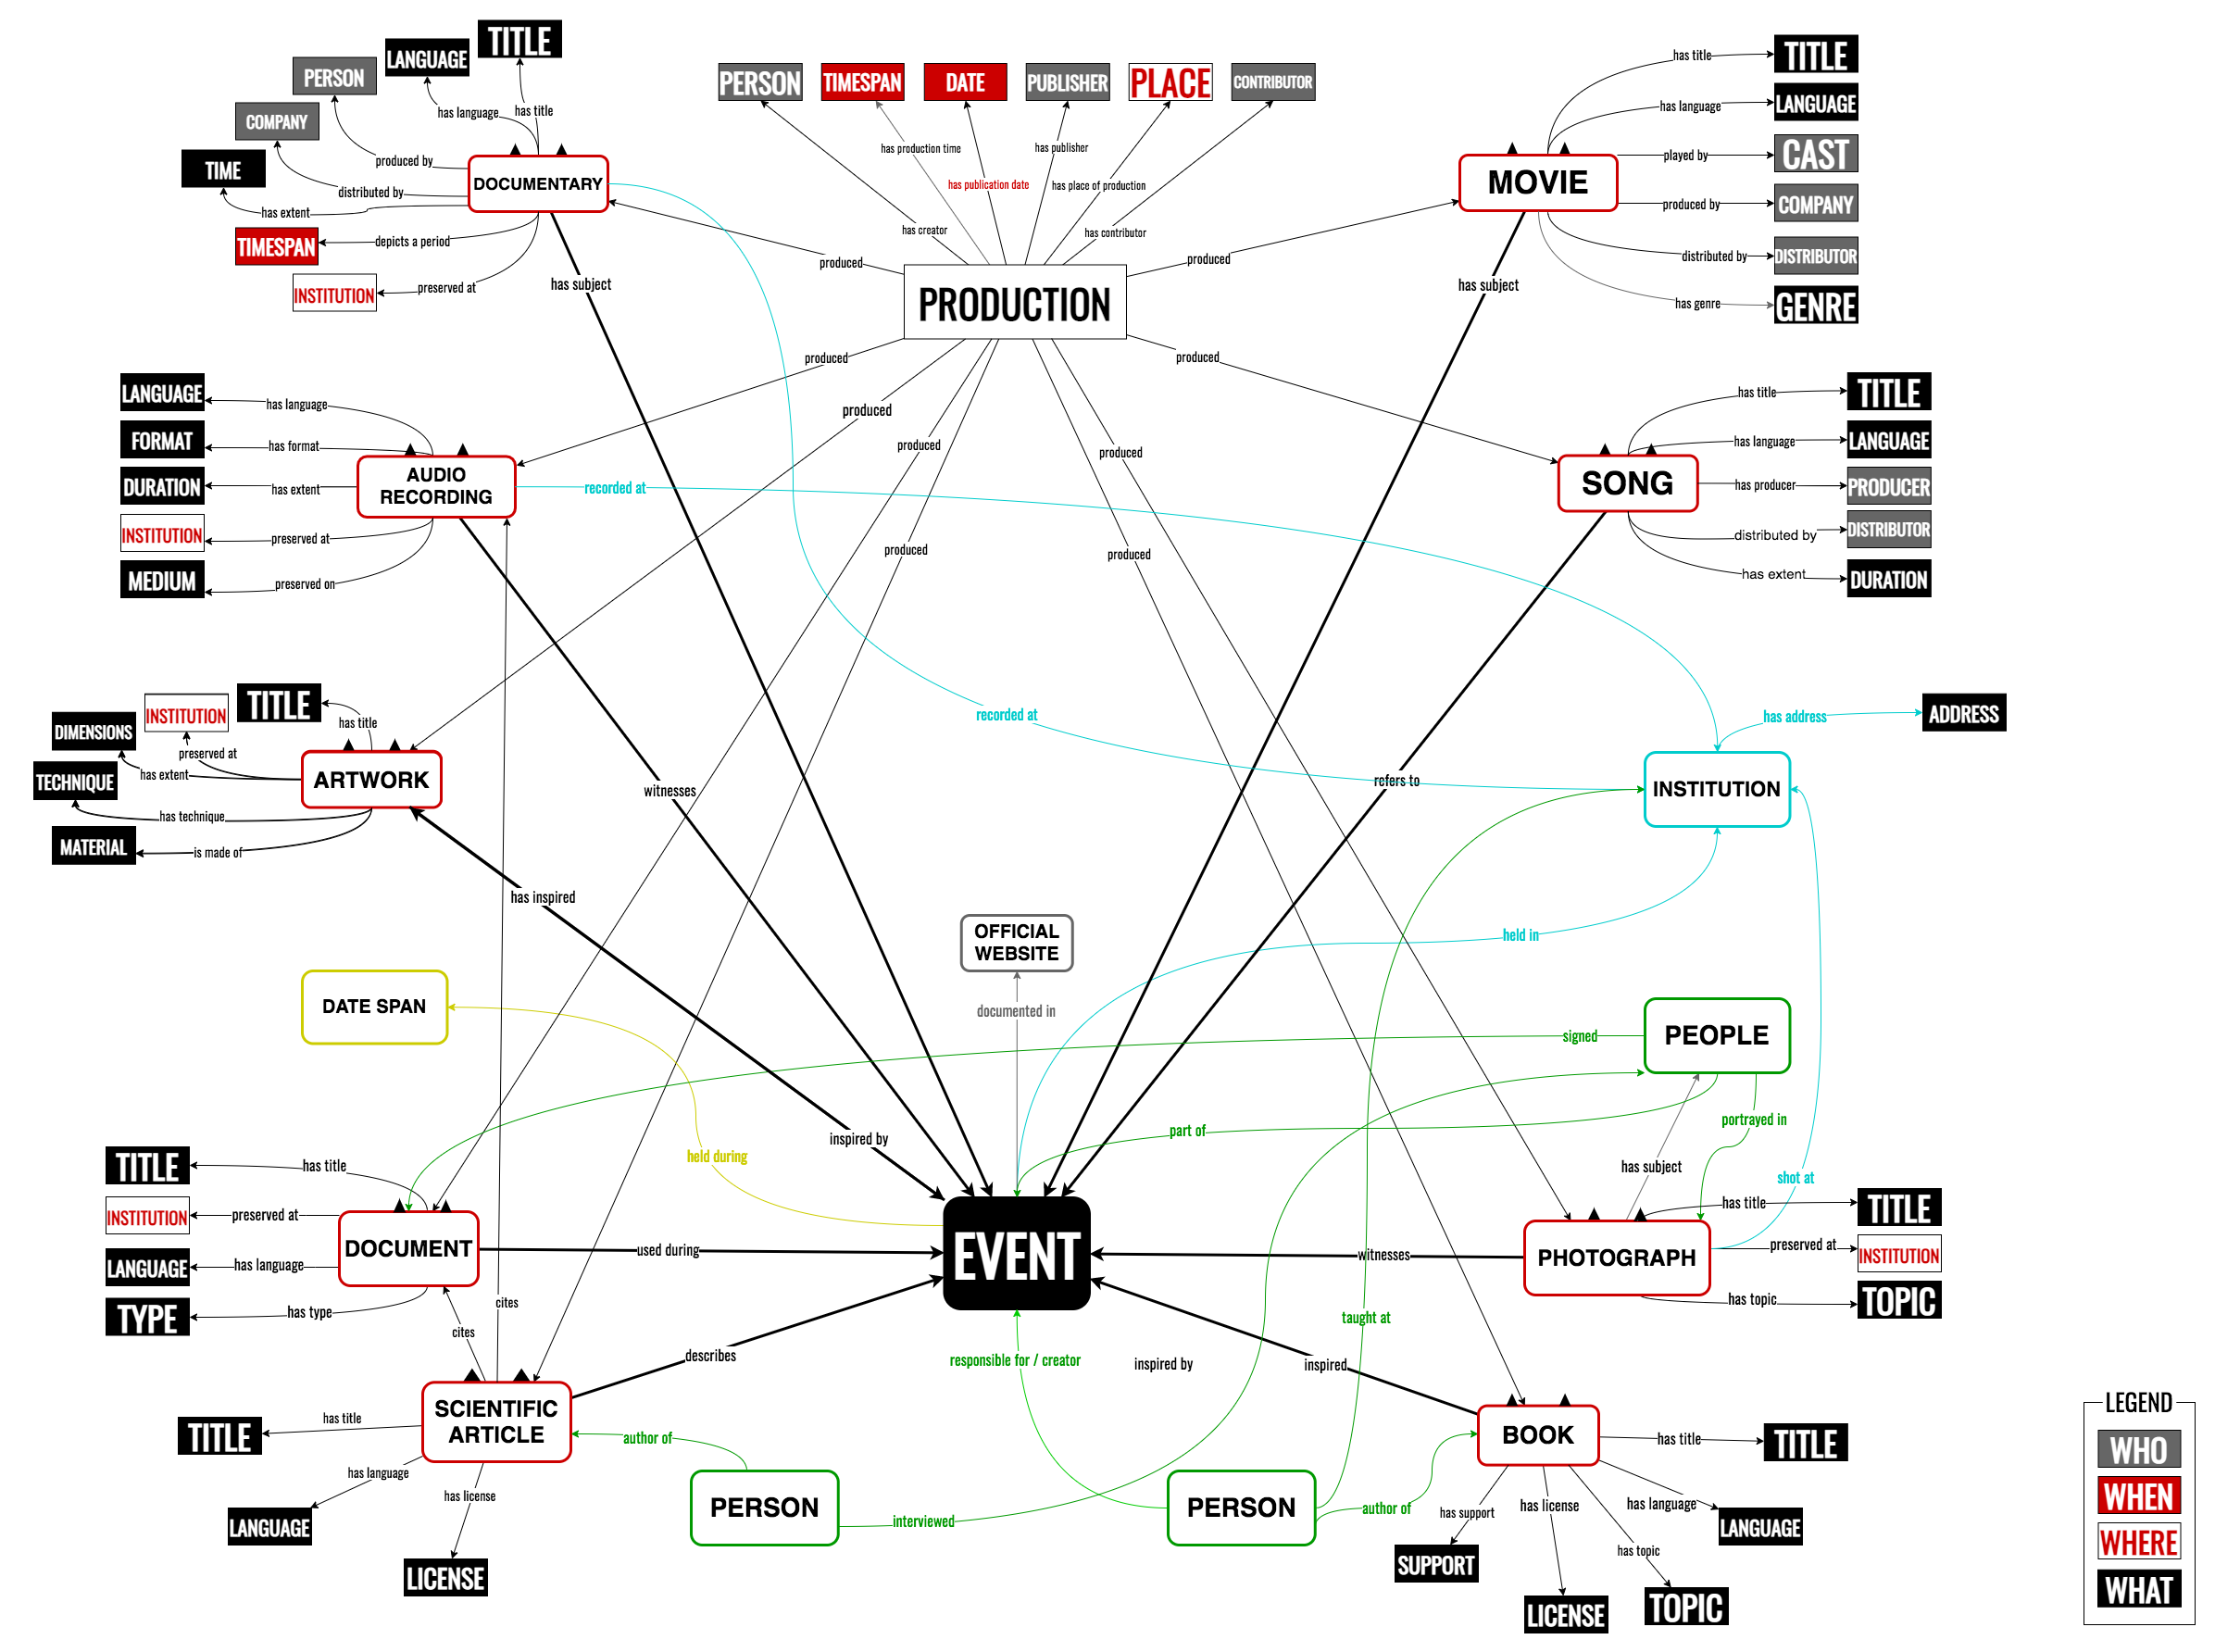 TITLE
LANGUAGE
PERSON
COMPANY
TIME
TIMESPAN
INSTITUTION
has language
has title
produced by
distributed by
has extent
depicts a period
preserved at
DOCUMENTARY
has subject
PERSON
TIMESPAN
DATE
PUBLISHER
PLACE
CONTRIBUTOR
has production time
has publisher
has publication date
has place of production
has creator
has contributor
produced
produced
PRODUCTION
produced
produced
produced
produced
produced
produced
produced
MOVIE
has title
TITLE
has language
LANGUAGE
played by
CAST
produced by
COMPANY
distributed by
DISTRIBUTOR
has genre
GENRE
has subject
LANGUAGE
has language
FORMAT
has format
DURATION
has extent
INSTITUTION
preserved at
MEDIUM
preserved on
AUDIO
RECORDING
recorded at
SONG
has title
TITLE
has language
LANGUAGE
has producer
PRODUCER
distributed by
DISTRIBUTOR
has extent
DURATION
TITLE
INSTITUTION
DIMENSIONS
TECHNIQUE
MATERIAL
has title
preserved at
has extent
has technique
is made of
ARTWORK
recorded at
witnesses
refers to
has address
ADDRESS
INSTITUTION
has inspired
OFFICIAL
WEBSITE
held in
DATE SPAN
documented in
signed
PEOPLE
inspired by
held during
part of
portrayed in
has subject
shot at
TITLE
has title
INSTITUTION
preserved at
LANGUAGE
has language
TYPE
has type
DOCUMENT
used during
EVENT
witnesses
PHOTOGRAPH
has title
TITLE
preserved at
INSTITUTION
has topic
TOPIC
cites
cites
taught at
describes
responsible for / creator
inspired by
inspired
SCIENTIFIC
ARTICLE
has title
TITLE
has language
LANGUAGE
has license
LICENSE
author of
PERSON
interviewed
PERSON
author of
BOOK
has title
TITLE
has support
SUPPORT
has license
LICENSE
has topic
TOPIC
has language
LANGUAGE
LEGEND
WHO
WHEN
WHERE
WHAT